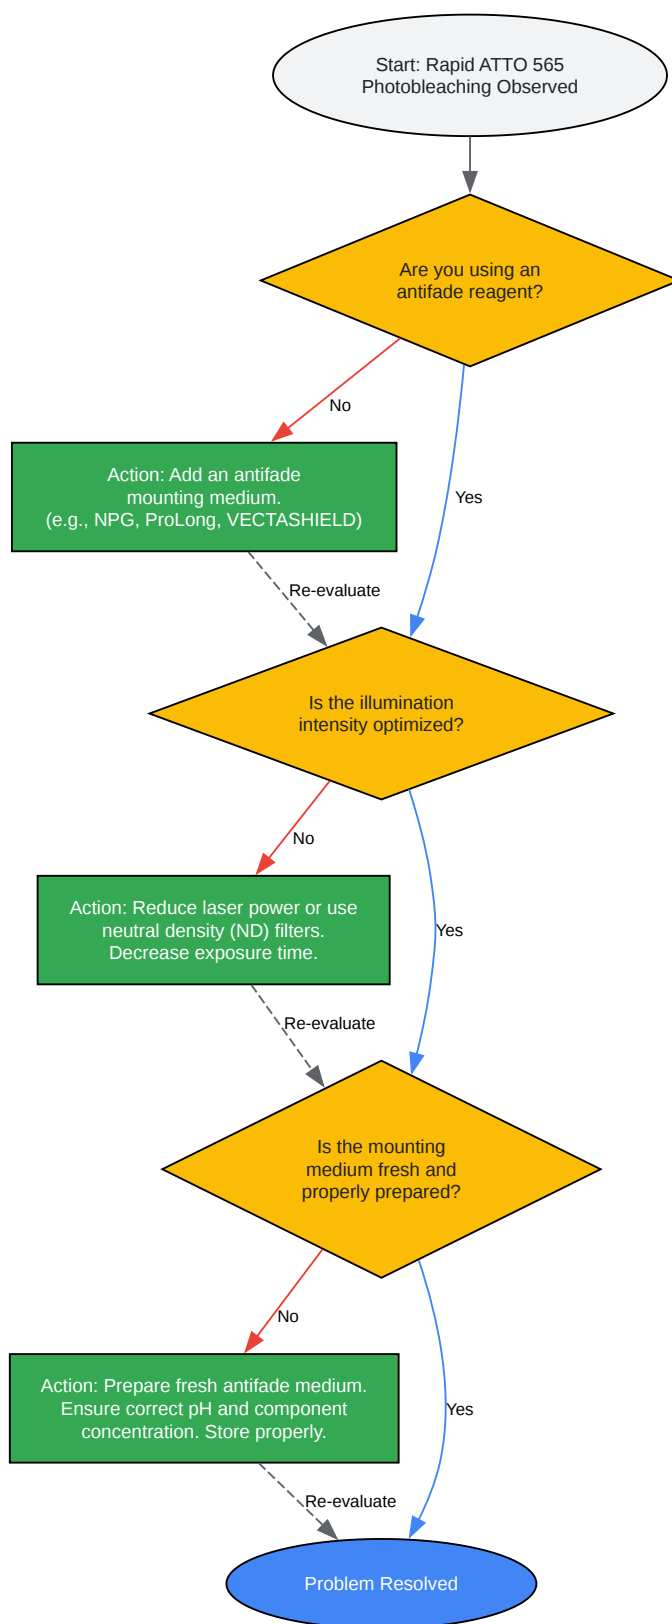 Start: Rapid ATTO 565
Photobleaching Observed
Are you using an
antifade reagent?
No
Yes
Action: Add an antifade
mounting medium.
(e.g., NPG, ProLong, VECTASHIELD)
Re-evaluate
Is the illumination
intensity optimized?
No
Yes
Action: Reduce laser power or use
neutral density (ND) filters.
Decrease exposure time.
Re-evaluate
Is the mounting
medium fresh and
properly prepared?
No
Yes
Action: Prepare fresh antifade medium.
Ensure correct pH and component
concentration. Store properly.
Re-evaluate
Problem Resolved